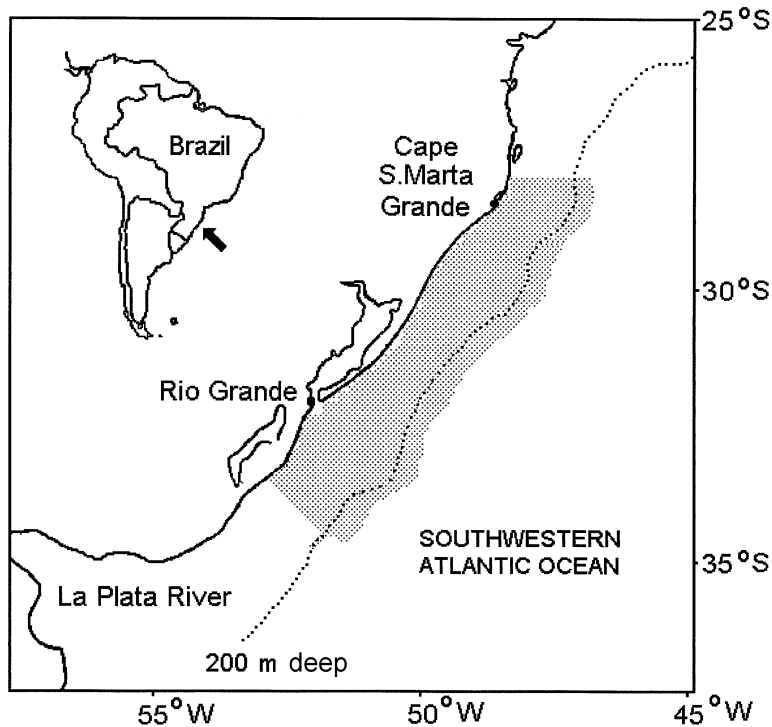 25°S
Brazil
Cape
S.Marta
Grande
30°S
Rio Grande
SOUTHWESTERN
ATLANTIC OCEAN
35°S
La Plata River
200 m deep
55°W
50°W
45°W